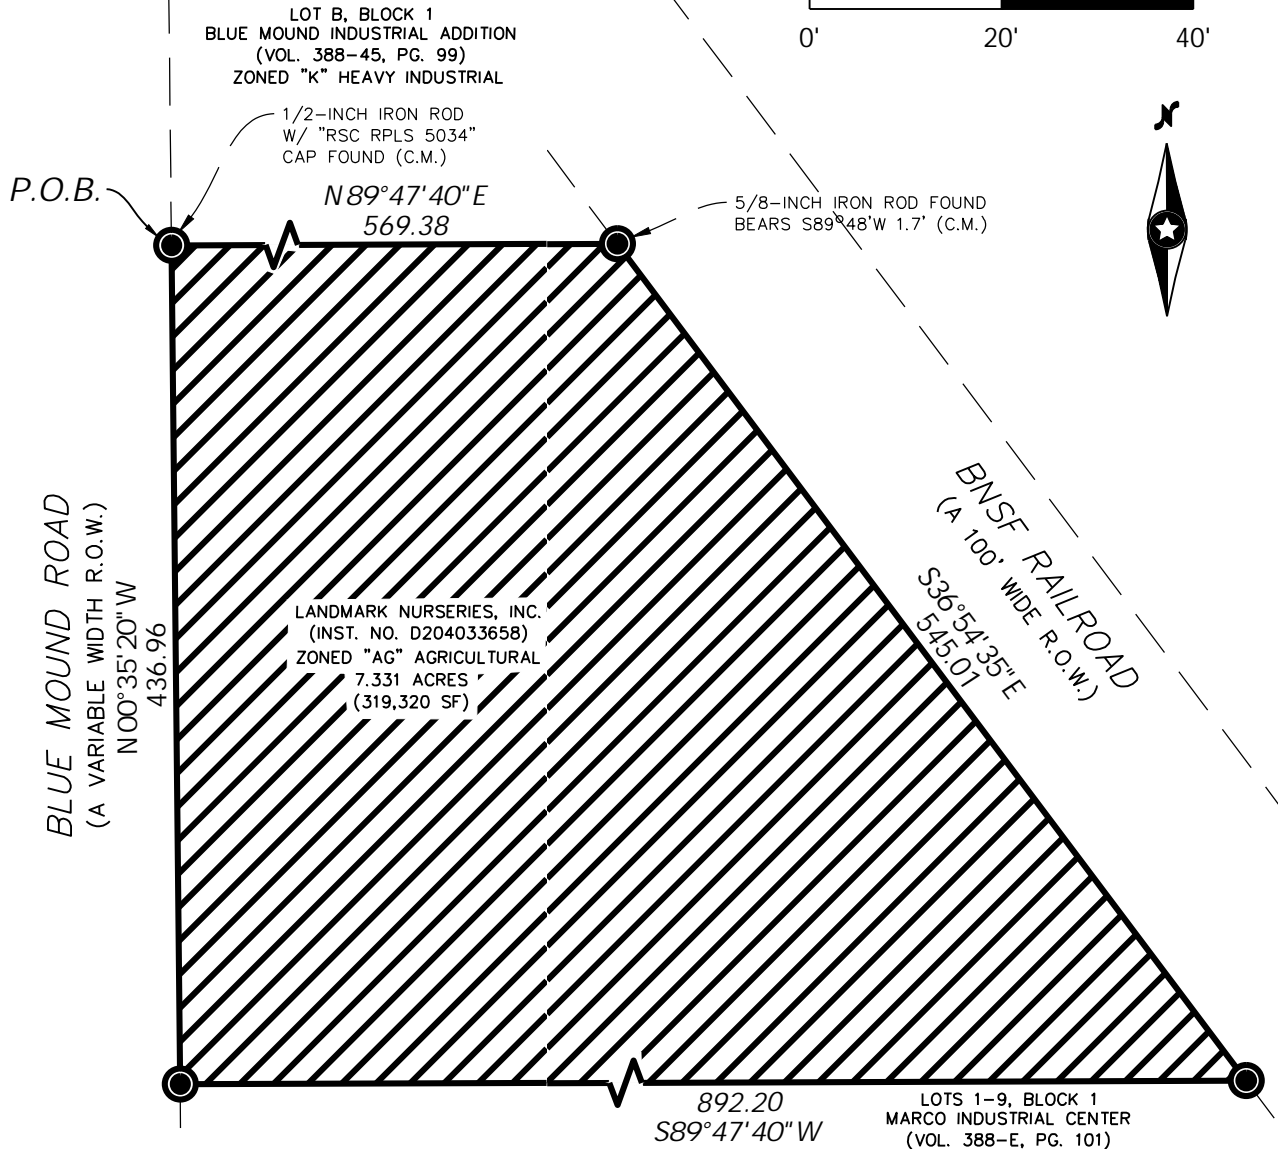 LOT B, BLOCK 1
BLUE MOUND INDUSTRIAL ADDITION
(VOL. 388-45, PG. 99)
ZONED "K" HEAVY INDUSTRIAL
0'
20'
40'
1/2-INCH IRON ROD
W/ "RSC RPLS 5034"
CAP FOUND (C.M.)
N
P.O.B.
N89°47'40"E
569.38
5/8-INCH IRON ROD FOUND
BEARS S89°48'W 1.7' (C.M.)
BLUE MOUND ROAD
(A VARIABLE WIDTH R.O.W.)
N00°35'20"W
436.96
LANDMARK NURSERIES, INC.
(INST. NO. D204033658)
ZONED "AG" AGRICULTURAL
7.331 ACRES
(319,320 SF)
BNSF RAILROAD
(A 100' WIDE R.O.W.)
S36°54'35"E
545.01
892.20
S89°47'40"W
LOTS 1-9, BLOCK 1
MARCO INDUSTRIAL CENTER
(VOL. 388-E, PG. 101)